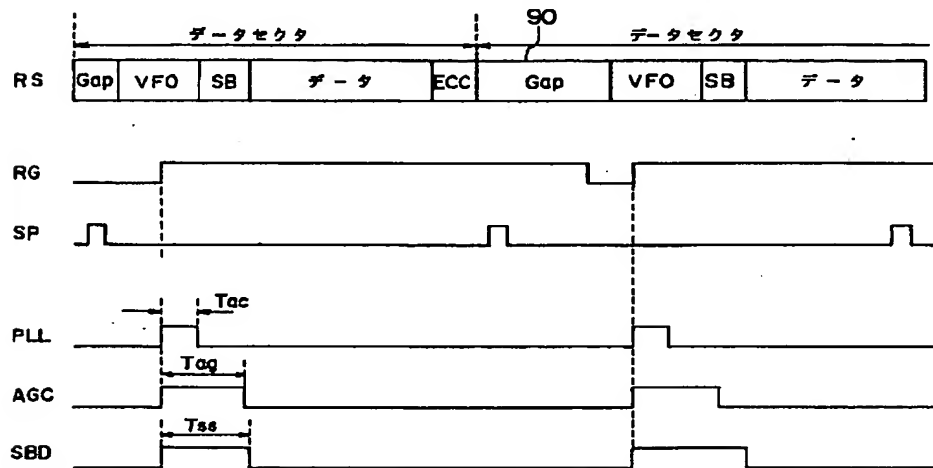 90
データセクタ データセクタ
RS Gap VFO SB データ ECC Gap VFO SB データ
RG
SP
Tac
PLL
Tag
AGC
Tss
SBD